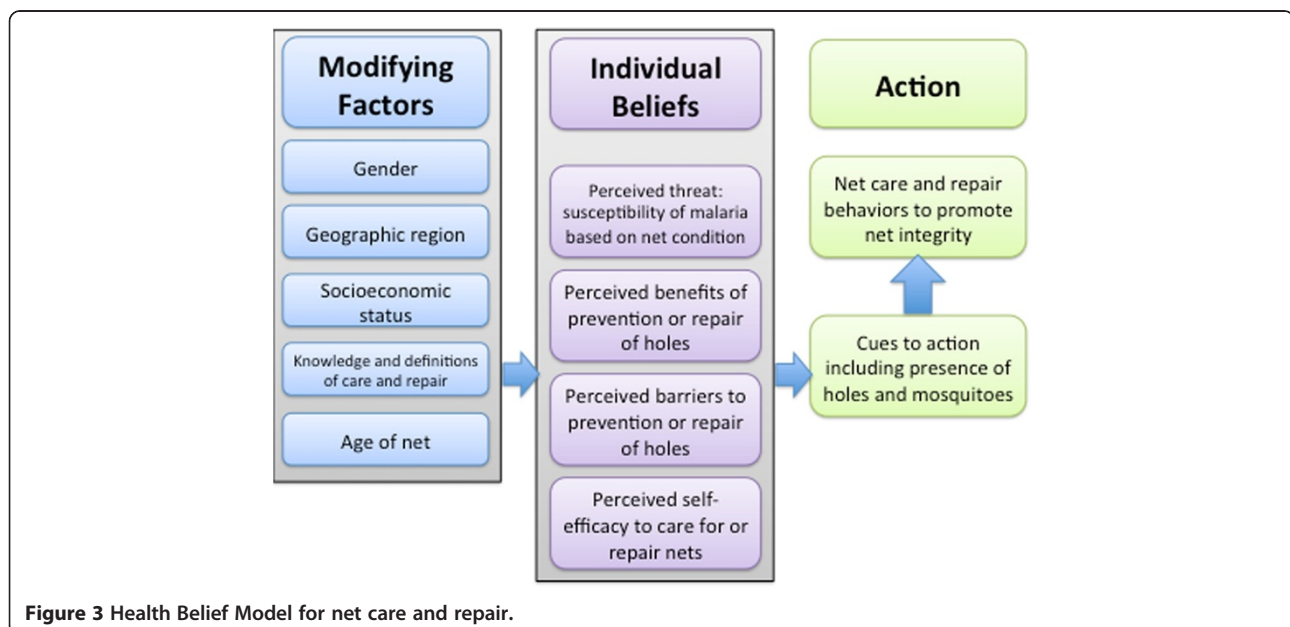 Modifying
Factors
Gender
Geographic region
Socioeconomic
status
Knowledge and definitions
of care and repair
Age of net
Individual
Beliefs
Perceived threat:
susceptibility of malaria
based on net condition
Perceived benefits of
prevention or repair
of holes
Perceived barriers to
prevention or repair
of holes
Perceived self-
efficacy to care for or
repair nets
Action
Net care and repair
behaviors to promote
net integrity
Cues to action
including presence of
holes and mosquitoes
Figure 3 Health Belief Model for net care and repair.